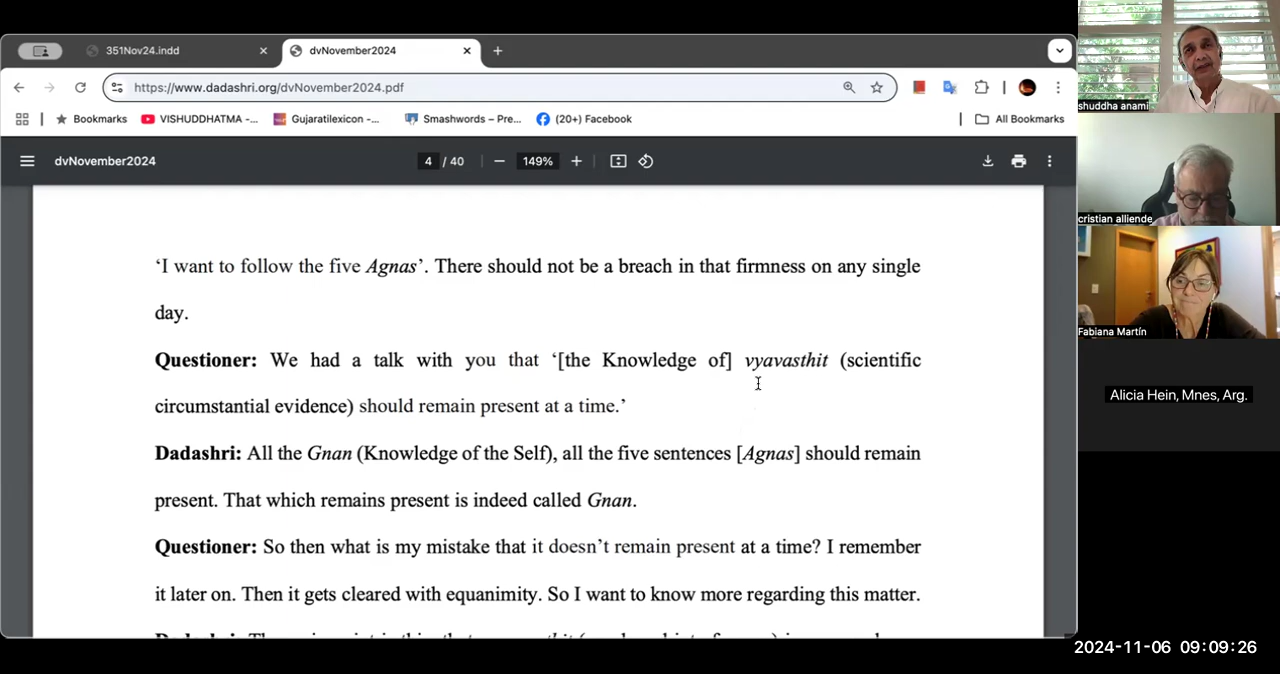 351Nov24.indd
dvNovember2024
https://www.dadashri.org/dvNovember2024.pdf
Bookmarks
VISHUDDHATMA -...
Gujaratilexicon -...
Smashwords – Pre...
(20+) Facebook
All Bookmarks
dvNovember2024
4 / 40
149%
‘I want to follow the five Agnas’. There should not be a breach in that firmness on any single
day.
Questioner: We had a talk with you that ‘[the Knowledge of] vyavasthit (scientific
circumstantial evidence) should remain present at a time.’
Dadashri: All the Gnan (Knowledge of the Self), all the five sentences [Agnas] should remain
present. That which remains present is indeed called Gnan.
Questioner: So then what is my mistake that it doesn’t remain present at a time? I remember
it later on. Then it gets cleared with equanimity. So I want to know more regarding this matter.
shuddha anami
cristian alliende
Fabiana Martín
Alicia Hein, Mnes, Arg.
2024-11-06 09:09:26